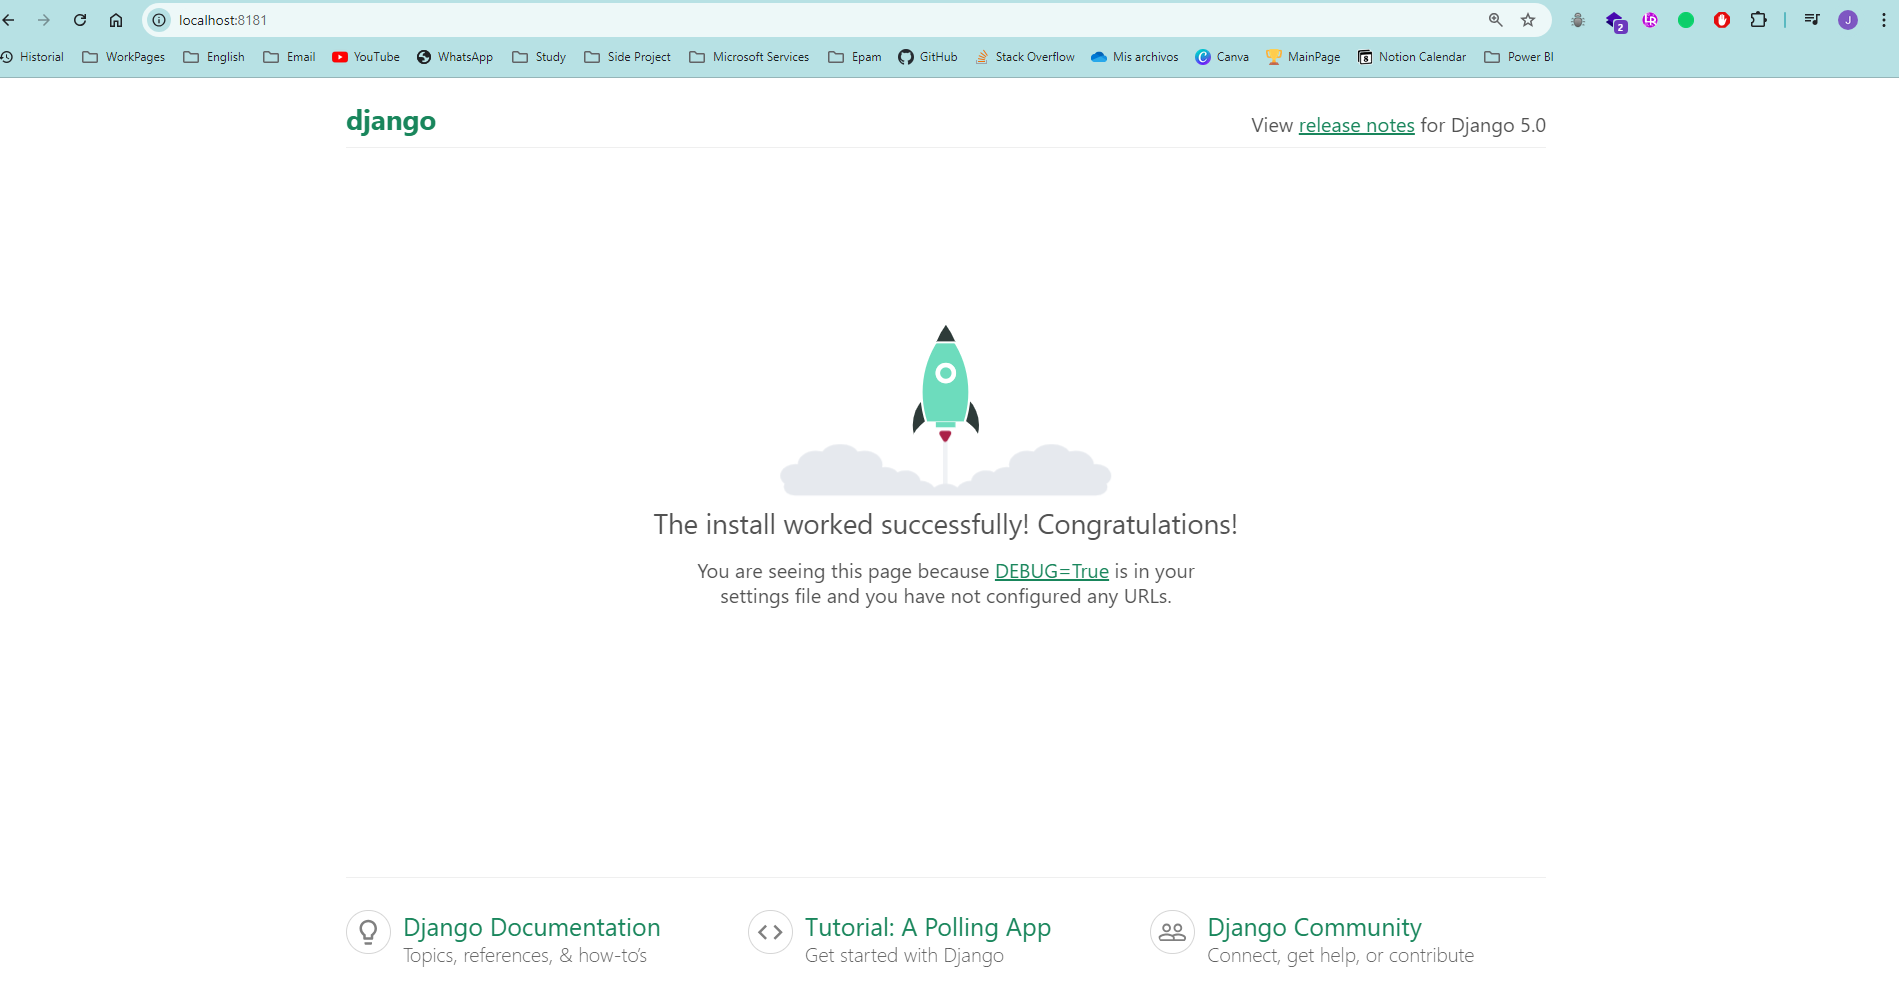 localhost:8181
2
J
Historial WorkPages English Email YouTube WhatsApp Study Side Project Microsoft Services Epam GitHub Stack Overflow Mis archivos Canva MainPage Notion Calendar Power BI
django
View release notes for Django 5.0
The install worked successfully! Congratulations!
You are seeing this page because DEBUG=True is in your
settings file and you have not configured any URLs.
Django Documentation
Topics, references, & how-to’s
Tutorial: A Polling App
Get started with Django
Django Community
Connect, get help, or contribute